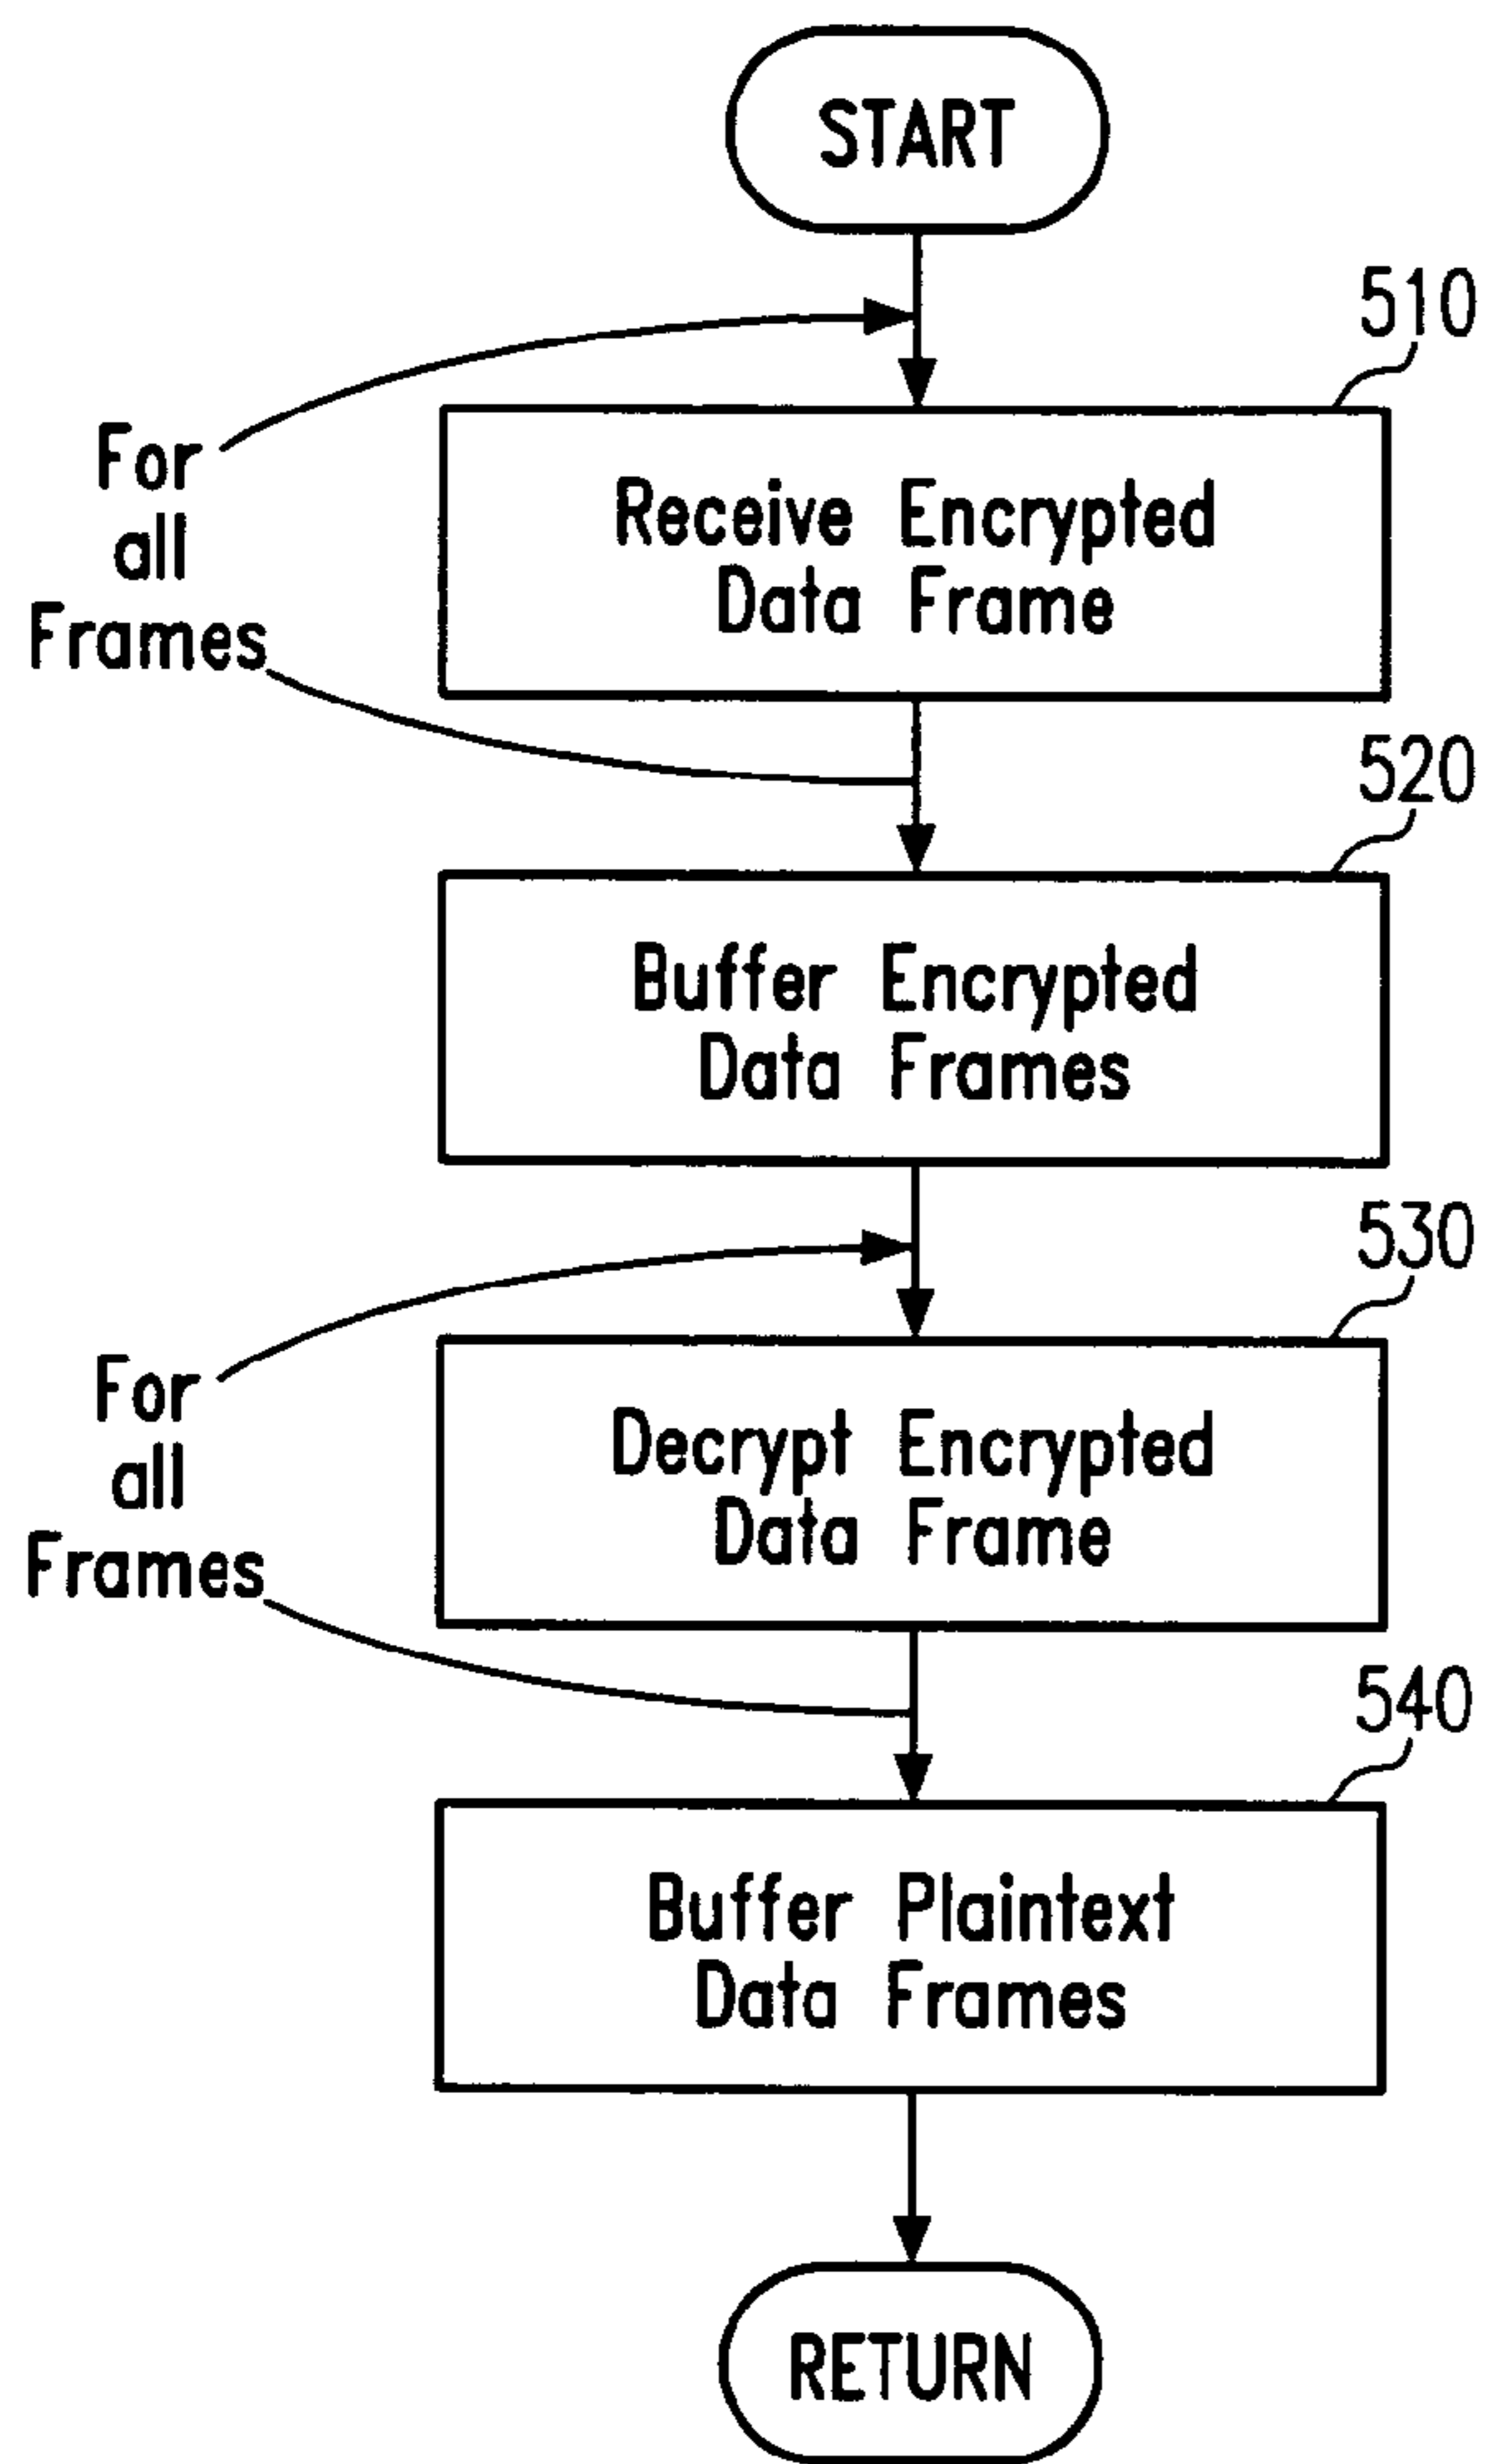 START
510
For
all
Frames
Receive Encrypted
Data Frame
520
Buffer Encrypted
Data Frames
530
For
all
Frames
Decrypt Encrypted
Data Frame
540
Buffer Plaintext
Data Frames
RETURN